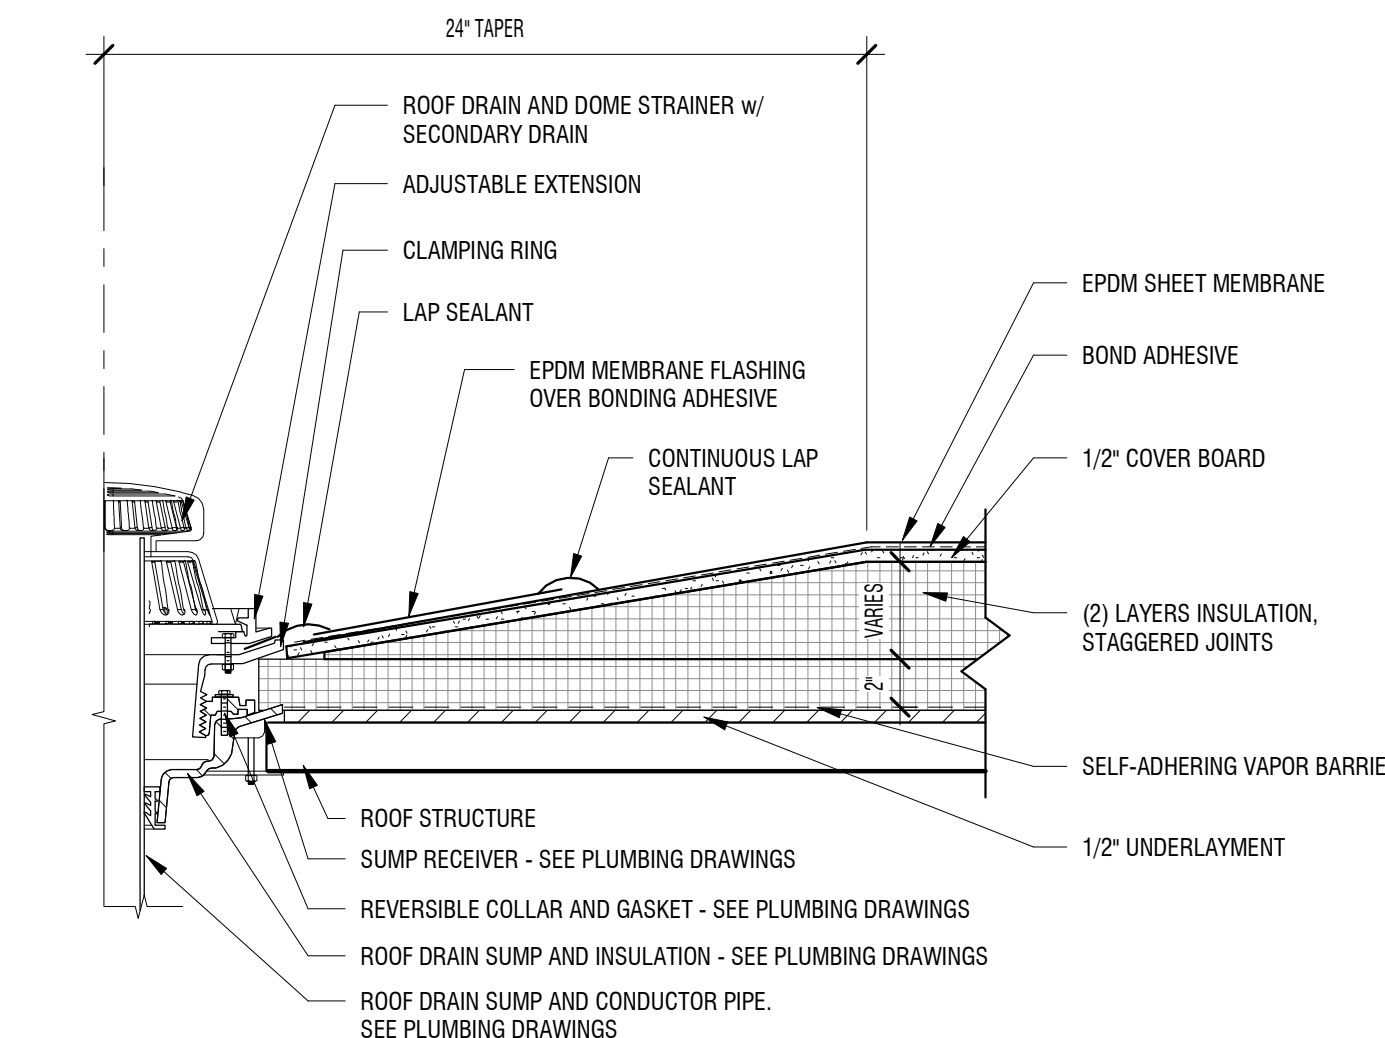 24" TAPER
ROOF DRAIN AND DOME STRAINER w/
SECONDARY DRAIN
ADJUSTABLE EXTENSION
CLAMPING RING
LAP SEALANT
EPDM MEMBRANE FLASHING
OVER BONDING ADHESIVE
CONTINUOUS LAP
SEALANT
EPDM SHEET MEMBRANE
BOND ADHESIVE
1/2" COVER BOARD
(2) LAYERS INSULATION,
STAGGERED JOINTS
VARIES
2"
SELF-ADHERING VAPOR BARRIE
1/2" UNDERLAYMENT
ROOF STRUCTURE
SUMP RECEIVER - SEE PLUMBING DRAWINGS
REVERSIBLE COLLAR AND GASKET - SEE PLUMBING DRAWINGS
ROOF DRAIN SUMP AND INSULATION - SEE PLUMBING DRAWINGS
ROOF DRAIN SUMP AND CONDUCTOR PIPE.
SEE PLUMBING DRAWINGS